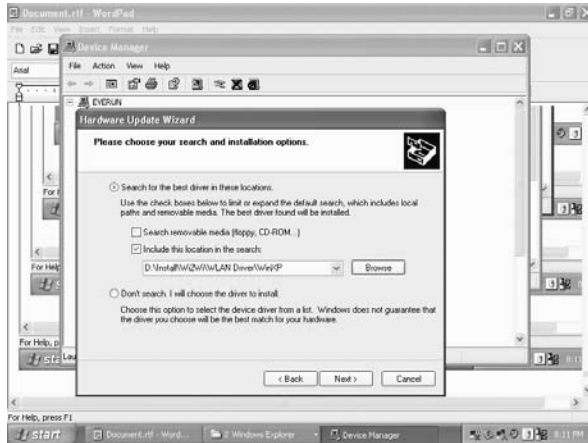 Document.rtf - WordPad
File Edit View Insert Format Help
Device Manager
File Action View Help
Arial
EYERUN
Hardware Update Wizard
Please choose your search and installation options.
Search for the best driver in these locations.
Use the check boxes below to limit or expand the default search, which includes local
paths and removable media. The best driver found will be installed.
Search removable media (floppy, CD-ROM...)
Include this location in the search:
Browse
Don't search. I will choose the driver to install.
Choose this option to select the device driver from a list. Windows does not guarantee that
the driver you choose will be the best match for your hardware.
< Back
Next >
Cancel
For Help
For Help, p
For Help, press F1
start
Document.rtf - Word...
2 Windows Explorer
Device Manager
8:11 PM